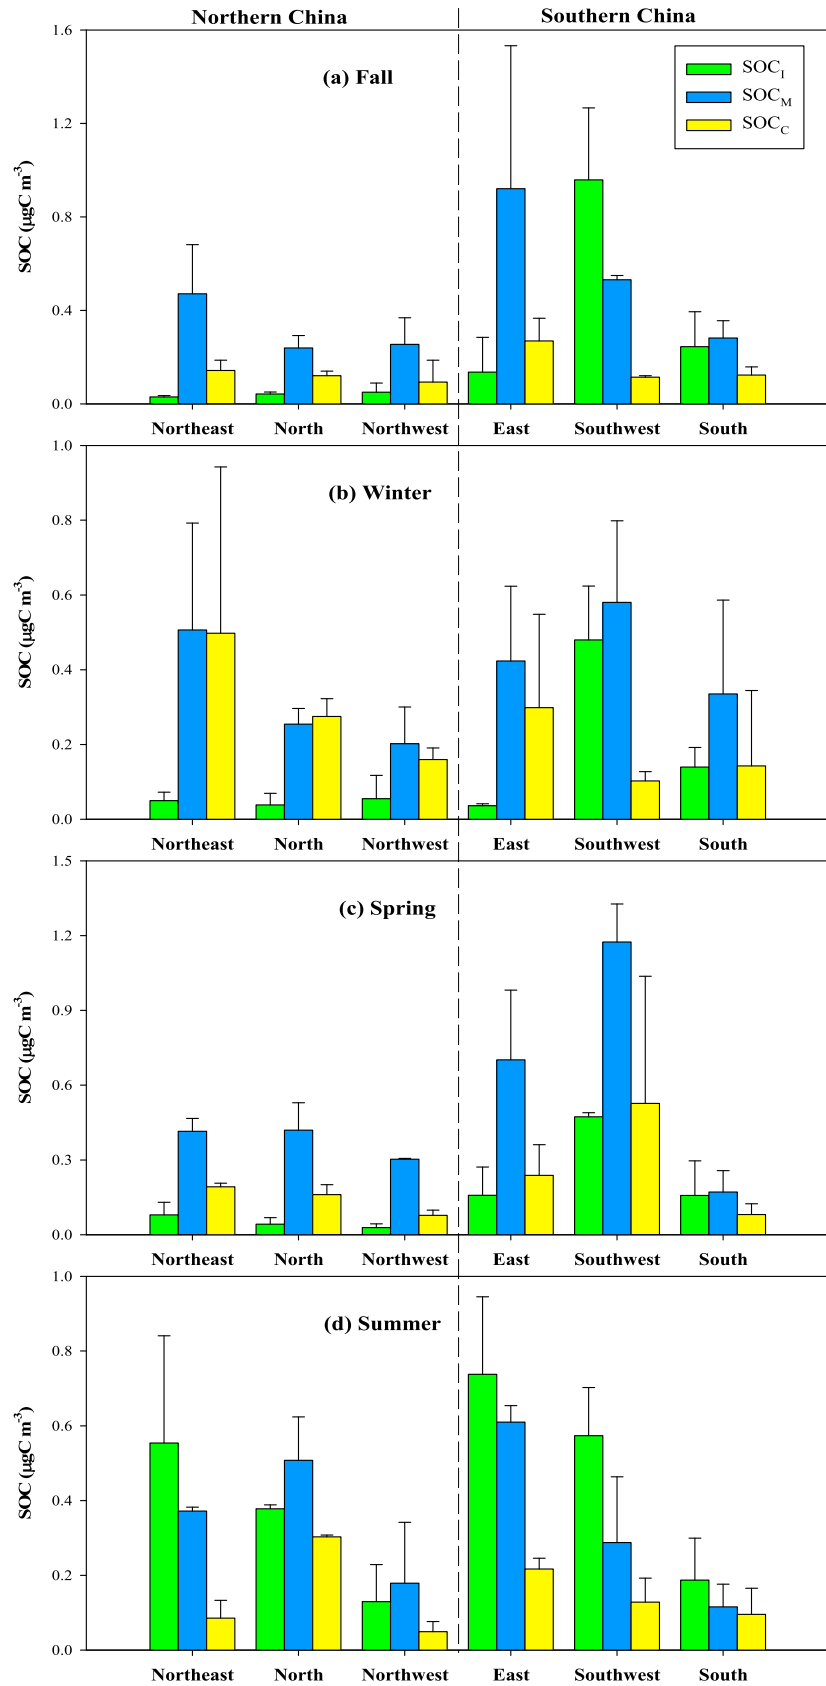 Northern China Southern China
(a) Fall
SOC_I
SOC_M
SOC_C
SOC (µgC m⁻³)
1.6
1.2
0.8
0.4
0.0
Northeast North Northwest East Southwest South
(b) Winter
SOC (µgC m⁻³)
1.0
0.8
0.6
0.4
0.2
0.0
Northeast North Northwest East Southwest South
(c) Spring
SOC (µgC m⁻³)
1.5
1.2
0.9
0.6
0.3
0.0
Northeast North Northwest East Southwest South
(d) Summer
SOC (µgC m⁻³)
1.0
0.8
0.6
0.4
0.2
0.0
Northeast North Northwest East Southwest South